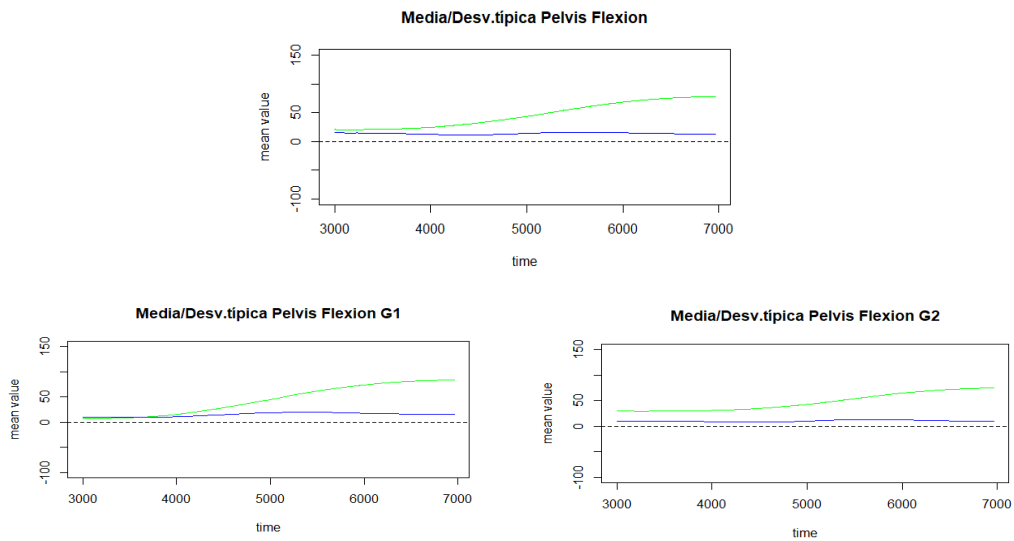 Media/Desv.típica Pelvis Flexion
150
50
0
-100
mean value
3000 4000 5000 6000 7000
time
Media/Desv.tipica Pelvis Flexion G1
150
50
0
-100
mean value
3000 4000 5000 6000 7000
time
Media/Desv.tipica Pelvis Flexion G2
150
50
0
-100
mean value
3000 4000 5000 6000 7000
time